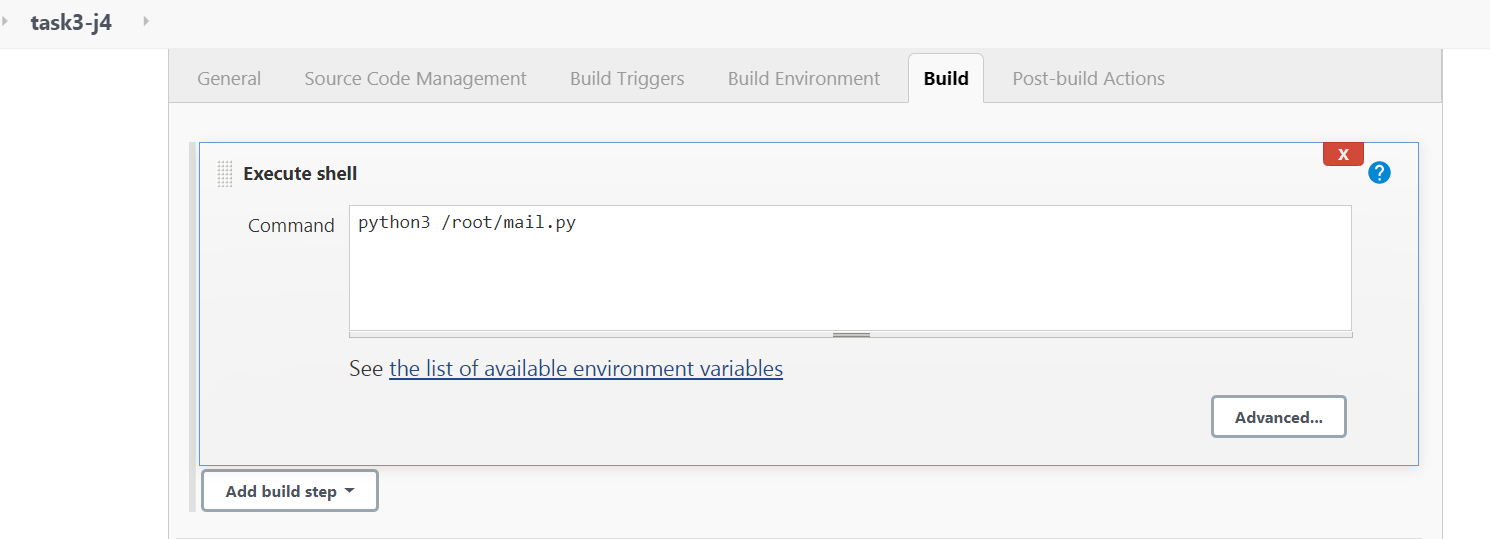 task3-j4
General Source Code Management Build Triggers Build Environment Build Post-build Actions
X
Execute shell
?
Command python3 /root/mail.py
See the list of available environment variables
Advanced...
Add build step